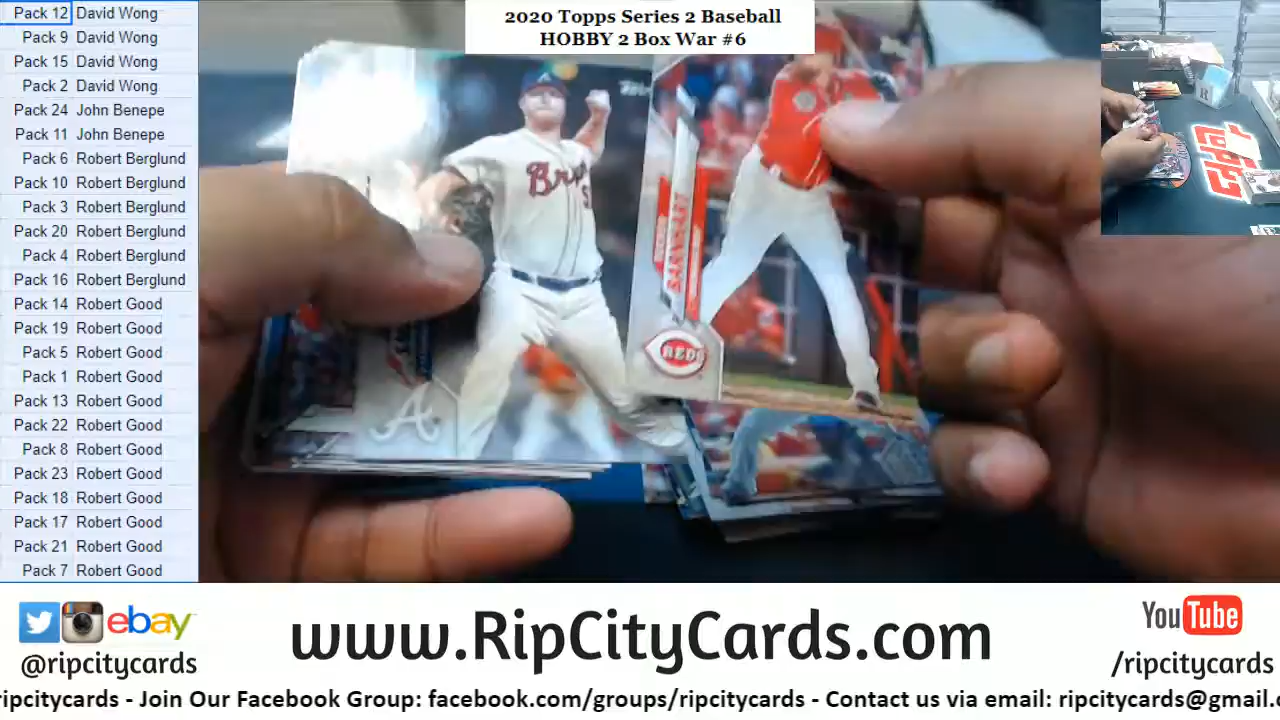 2020 Topps Series 2 Baseball
HOBBY 2 Box War #6
Pack 12 David Wong
Pack 9 David Wong
Pack 15 David Wong
Pack 2 David Wong
Pack 24 John Benepe
Pack 11 John Benepe
Pack 6 Robert Berglund
Pack 10 Robert Berglund
Pack 3 Robert Berglund
Pack 20 Robert Berglund
Pack 4 Robert Berglund
Pack 16 Robert Berglund
Pack 14 Robert Good
Pack 19 Robert Good
Pack 5 Robert Good
Pack 1 Robert Good
Pack 13 Robert Good
Pack 22 Robert Good
Pack 8 Robert Good
Pack 23 Robert Good
Pack 18 Robert Good
Pack 17 Robert Good
Pack 21 Robert Good
Pack 7 Robert Good
BARNHART
REDS
A
ebay
@ripcitycards
www.RipCityCards.com
YouTube
/ripcitycards
ripcitycards - Join Our Facebook Group: facebook.com/groups/ripcitycards - Contact us via email: ripcitycards@gmail.c